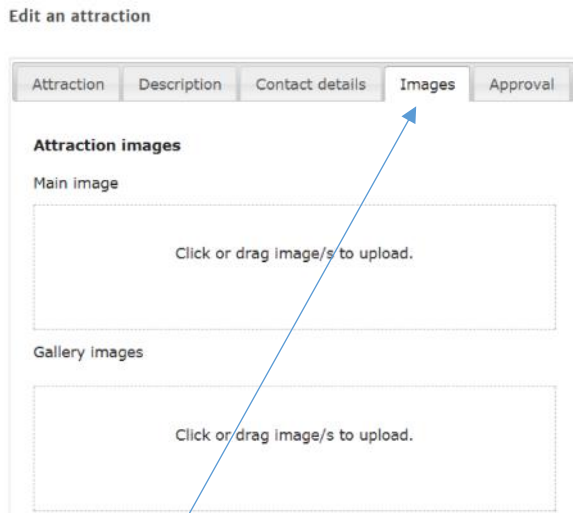 Edit an attraction
Attraction Description Contact details Images Approval
Attraction images
Main image
Click or drag image/s to upload.
Gallery images
Click or drag image/s to upload.